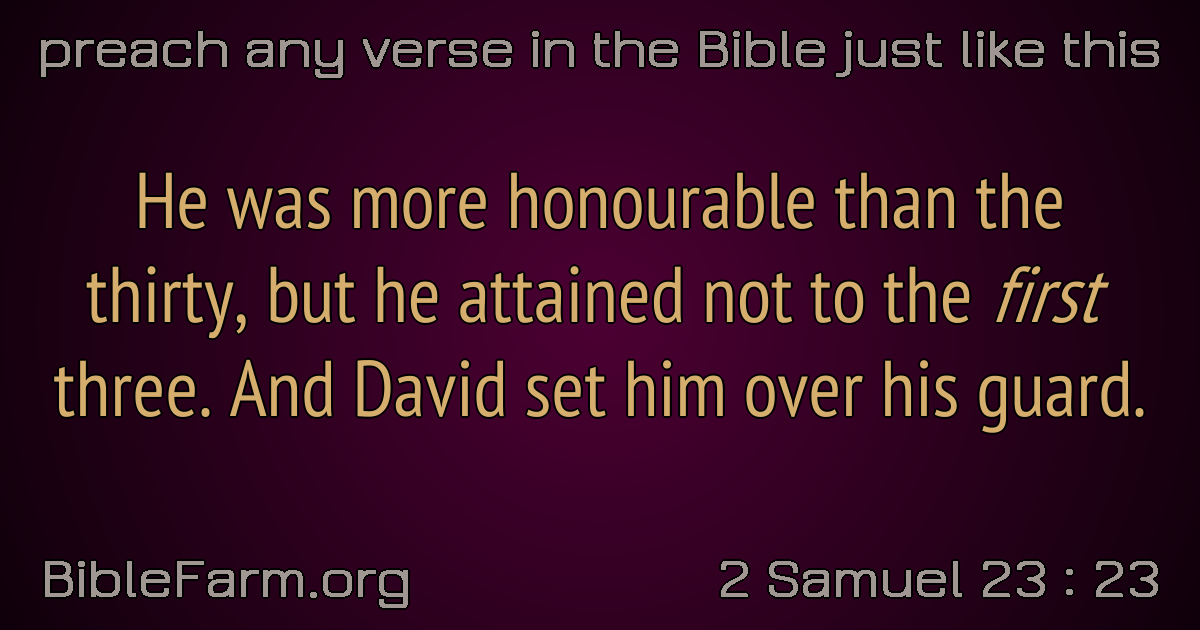 preach any verse in the Bible just like this
He was more honourable than the
thirty, but he attained not to the first
three. And David set him over his guard.
BibleFarm.org
2 Samuel 23 : 23